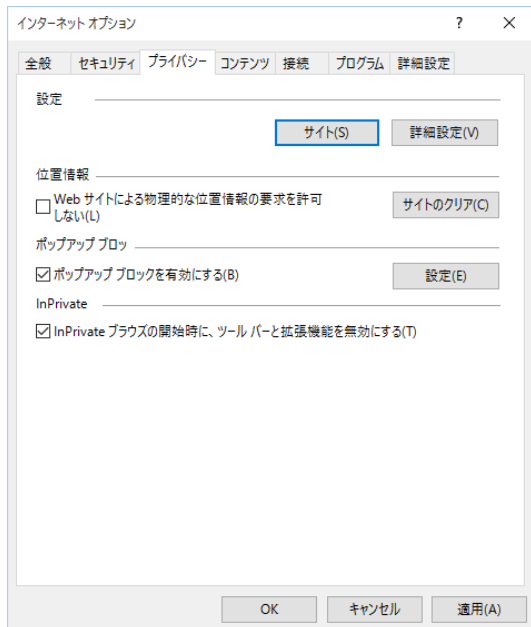 インターネット オプション ?
全般 セキュリティ プライバシー コンテンツ 接続 プログラム 詳細設定
設定
サイト(S) 詳細設定(V)
位置情報
Web サイトによる物理的な位置情報の要求を許可
しない(L)
サイトのクリア(C)
ポップアップ ブロッ
ポップアップ ブロックを有効にする(B) 設定(E)
InPrivate
InPrivate ブラウズの開始時に、ツール バーと拡張機能を無効にする(T)
OK キャンセル 適用(A)